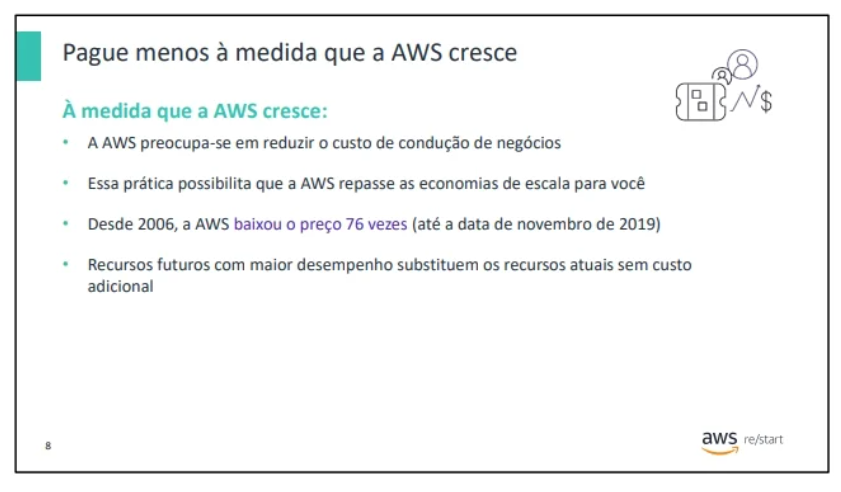 Pague menos à medida que a AWS cresce
À medida que a AWS cresce:
• A AWS preocupa-se em reduzir o custo de condução de negócios
• Essa prática possibilita que a AWS repasse as economias de escala para você
• Desde 2006, a AWS baixou o preço 76 vezes (até a data de novembro de 2019)
• Recursos futuros com maior desempenho substituem os recursos atuais sem custo
adicional
$
8
aws re/start